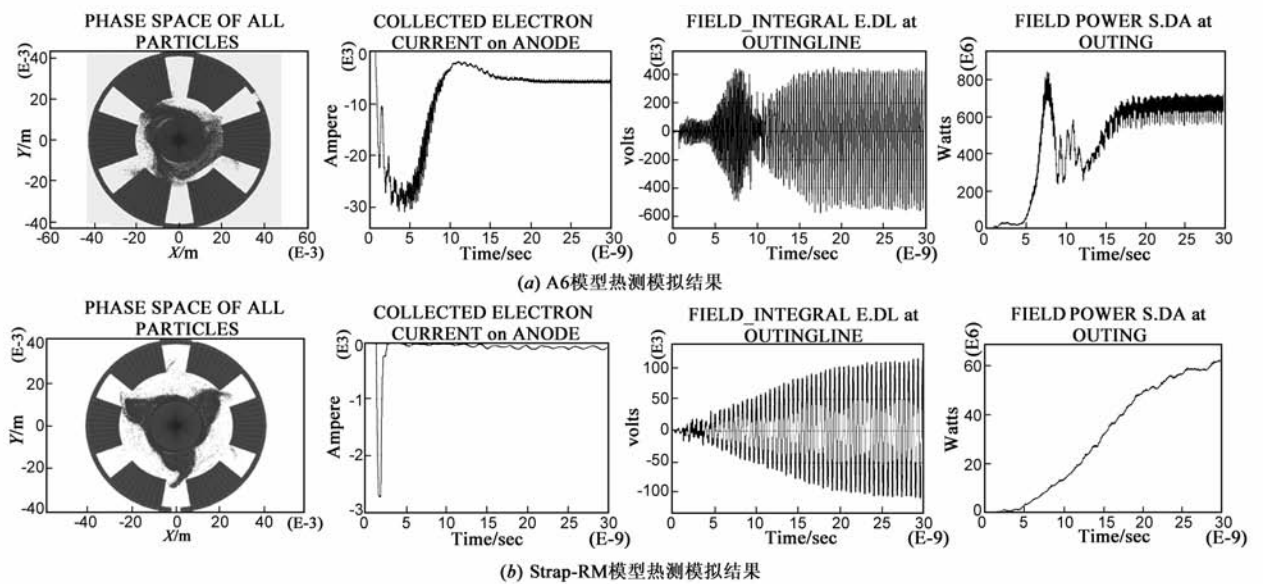 PHASE SPACE OF ALL
PARTICLES
(E-3)
40
20
0
-20
-40
Y/m
-60 -40 -20 0 20 40 60
X/m
(E-3)
COLLECTED ELECTRON
CURRENT on ANODE
(E3)
0
-10
-20
-30
Ampere
0 5 10 15 20 25 30
Time/sec
(E-9)
FIELD_INTEGRAL E.DL at
OUTINGLINE
(E3)
400
200
0
-200
-400
-600
volts
0 5 10 15 20 25 30
Time/sec
(E-9)
FIELD POWER S.DA at
OUTING
(E6)
800
600
400
200
0
Watts
0 5 10 15 20 25 30
Time/sec
(E-9)
(a) A6模型热测模拟结果
PHASE SPACE OF ALL
PARTICLES
(E-3)
40
20
0
-20
-40
Y/m
-40 -20 0 20 40
X/m
(E-3)
COLLECTED ELECTRON
CURRENT on ANODE
(E3)
0
-1
-2
-3
Ampere
5 10 15 20 25 30
Time/sec
(E-9)
FIELD_INTEGRAL E.DL at
OUTINGLINE
(E3)
100
50
0
-50
-100
volts
0 5 10 15 20 25 30
Time/sec
(E-9)
FIELD POWER S.DA at
OUTING
(E6)
60
40
20
0
Watts
0 5 10 15 20 25 30
Time/sec
(E-9)
(b) Strap-RM模型热测模拟结果